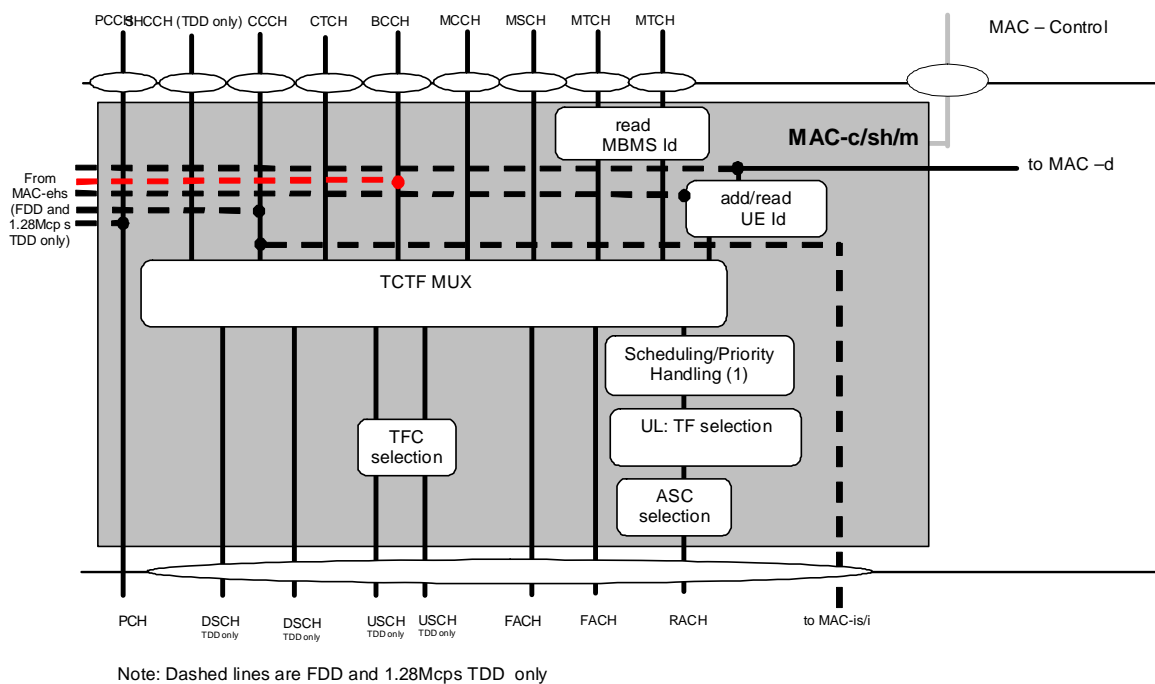 PCCH SHCCH (TDD only) CCCH CTCH BCCH MCCH MSCH MTCH MTCH
MAC – Control
read
MBMS Id
MAC-c/sh/m
to MAC –d
From
MAC-ehs
(FDD and
1.28Mcp s
TDD only)
add/read
UE Id
TCTF MUX
Scheduling/Priority
Handling (1)
UL: TF selection
TFC
selection
ASC
selection
PCH DSCH DSCH USCH USCH FACH FACH RACH to MAC-is/i
TDD only TDD only TDD only TDD only
Note: Dashed lines are FDD and 1.28Mcps TDD only